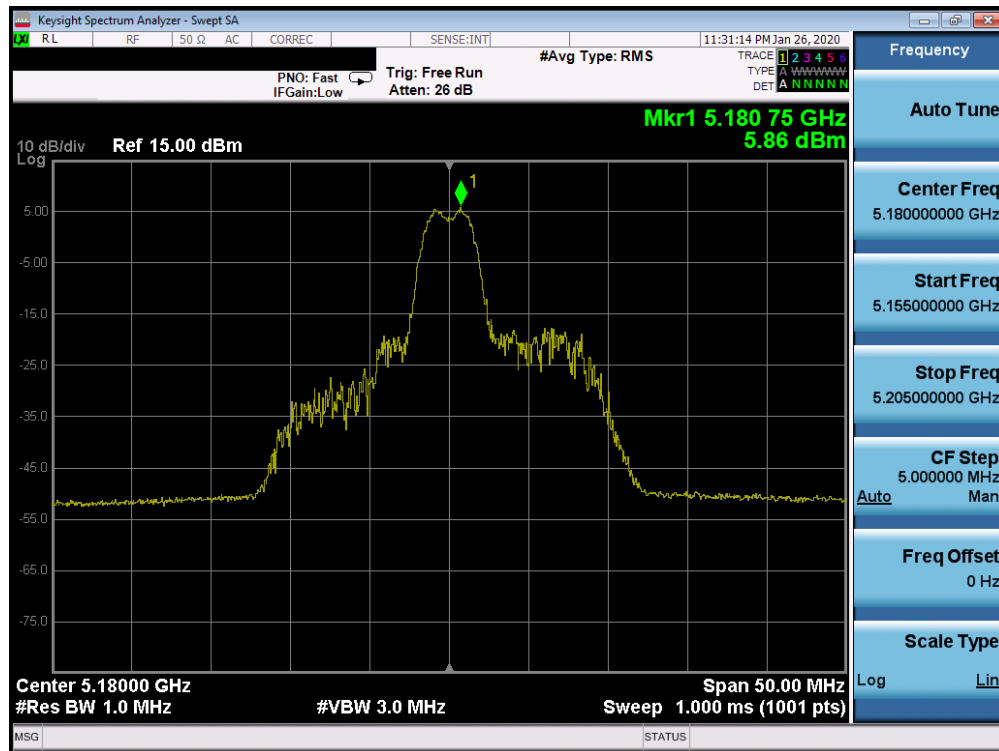 Keysight Spectrum Analyzer - Swept SA
LXI RL RF 50 Ω AC CORREC SENSE:INT 11:31:14 PM Jan 26, 2020
#Avg Type: RMS TRACE 1 2 3 4 5 6
PNO: Fast Trig: Free Run TYPE A WWWWW
IFGain:Low Atten: 26 dB DET A N N N N N
Mkr1 5.180 75 GHz
5.86 dBm
10 dB/div Ref 15.00 dBm
Log
1
5.00
-5.00
-15.0
-25.0
-35.0
-45.0
-55.0
-65.0
-75.0
Center 5.18000 GHz Span 50.00 MHz
#Res BW 1.0 MHz #VBW 3.0 MHz Sweep 1.000 ms (1001 pts)
MSG STATUS
Frequency
Auto Tune
Center Freq
5.180000000 GHz
Start Freq
5.155000000 GHz
Stop Freq
5.205000000 GHz
CF Step
5.000000 MHz
Auto Man
Freq Offset
0 Hz
Scale Type
Log Lin